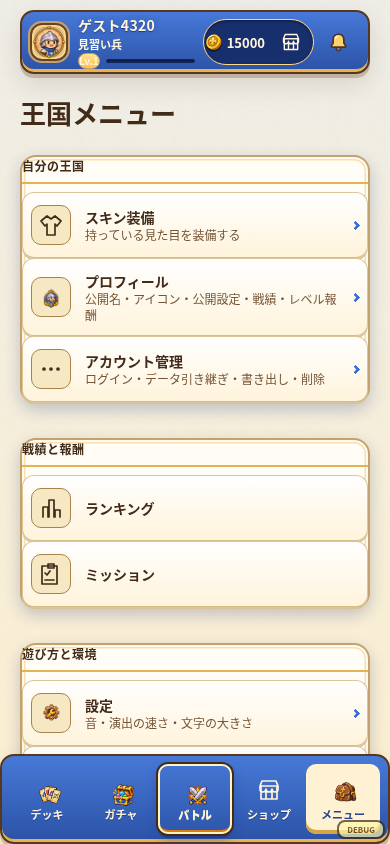 ゲスト4320
見習い兵
Lv.1
15000
王国メニュー
自分の王国
スキン装備
持っている見た目を装備する
プロフィール
公開名・アイコン・公開設定・戦績・レベル報
酬
アカウント管理
ログイン・データ引き継ぎ・書き出し・削除
戦績と報酬
ランキング
ミッション
遊び方と環境
設定
音・演出の速さ・文字の大きさ
デッキ
ガチャ
バトル
ショップ
メニュー
DEBUG